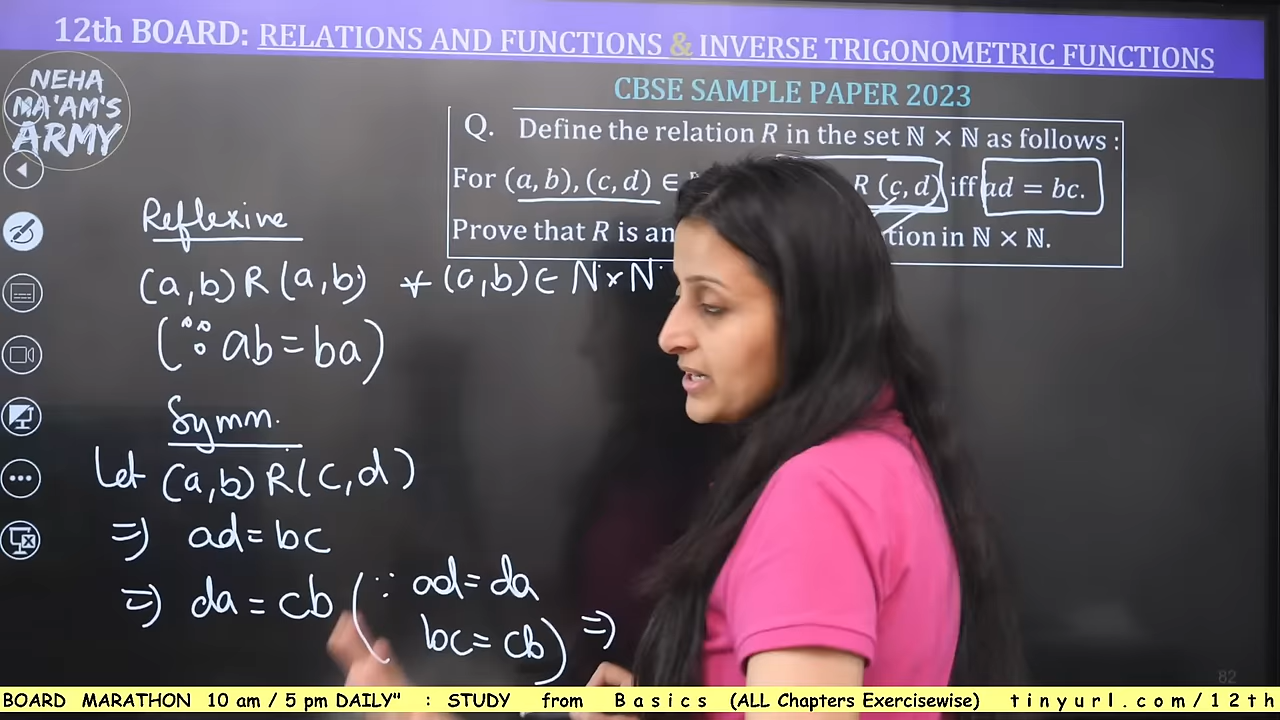 12th BOARD: RELATIONS AND FUNCTIONS & INVERSE TRIGONOMETRIC FUNCTIONS
NEHA
MA'AM'S
ARMY
CBSE SAMPLE PAPER 2023
Q. Define the relation R in the set ℕ × ℕ as follows :
For (a, b), (c, d) ∈ R (c, d) iff ad = bc.
Prove that R is an tion in ℕ × ℕ.
Reflexive
(a,b) R (a,b) ∀ (a,b) ∈ N×N
(∵ ab = ba)
Symm.
Let (a,b) R (c,d)
⇒ ad = bc
⇒ da = cb (∵ ad = da
bc = cb) ⇒
82
BOARD MARATHON 10 am / 5 pm DAILY" : STUDY from Basics (ALL Chapters Exercisewise) tinyurl.com/12th